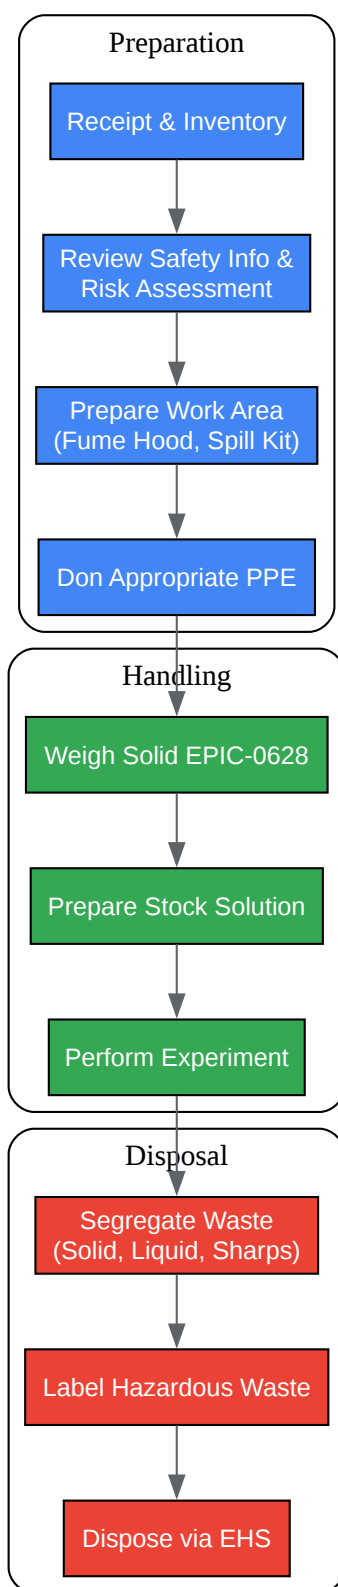 Preparation
Receipt & Inventory
Review Safety Info &
Risk Assessment
Prepare Work Area
(Fume Hood, Spill Kit)
Don Appropriate PPE
Handling
Weigh Solid EPIC-0628
Prepare Stock Solution
Perform Experiment
Disposal
Segregate Waste
(Solid, Liquid, Sharps)
Label Hazardous Waste
Dispose via EHS